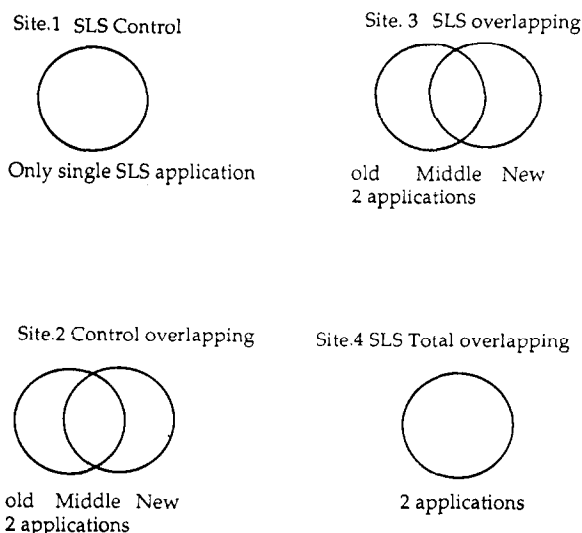 Site.1 SLS Control
Only single SLS application
Site. 3 SLS overlapping
old Middle New
2 applications
Site.2 Control overlapping
old Middle New
2 applications
Site.4 SLS Total overlapping
2 applications